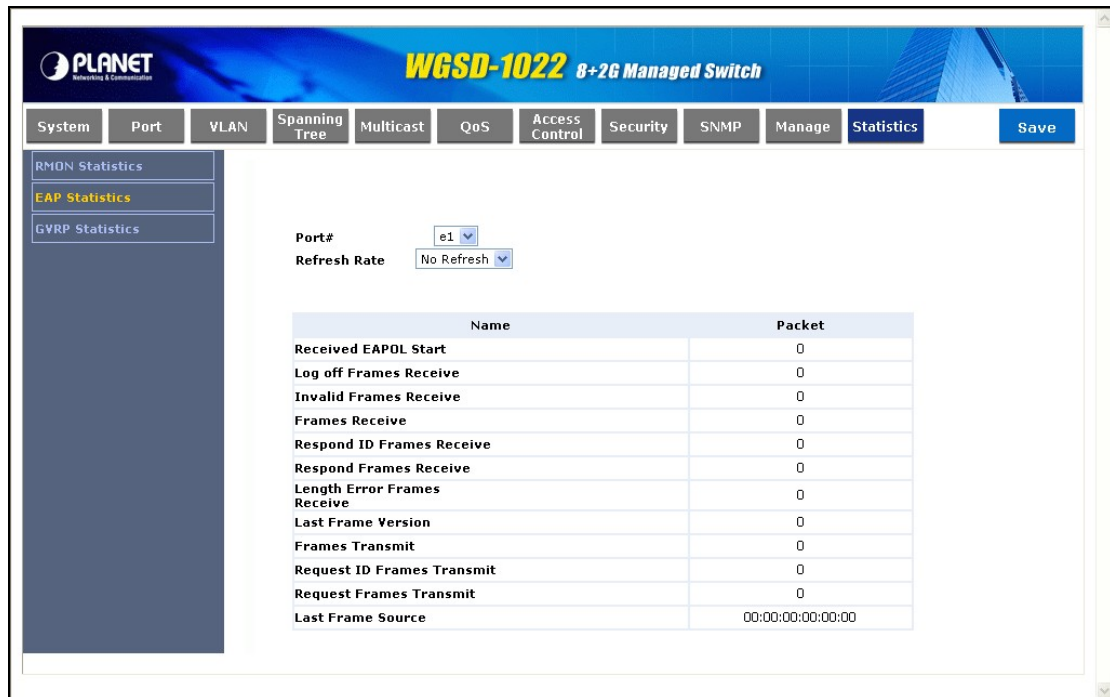 PLANET
Networking & Communication
WGSD-1022 8+2G Managed Switch
System
Port
VLAN
Spanning
Tree
Multicast
QoS
Access
Control
Security
SNMP
Manage
Statistics
Save
RMON Statistics
EAP Statistics
GVRP Statistics
Port# e1
Refresh Rate No Refresh
Name Packet
Received EAPOL Start 0
Log off Frames Receive 0
Invalid Frames Receive 0
Frames Receive 0
Respond ID Frames Receive 0
Respond Frames Receive 0
Length Error Frames
Receive 0
Last Frame Version 0
Frames Transmit 0
Request ID Frames Transmit 0
Request Frames Transmit 0
Last Frame Source 00:00:00:00:00:00